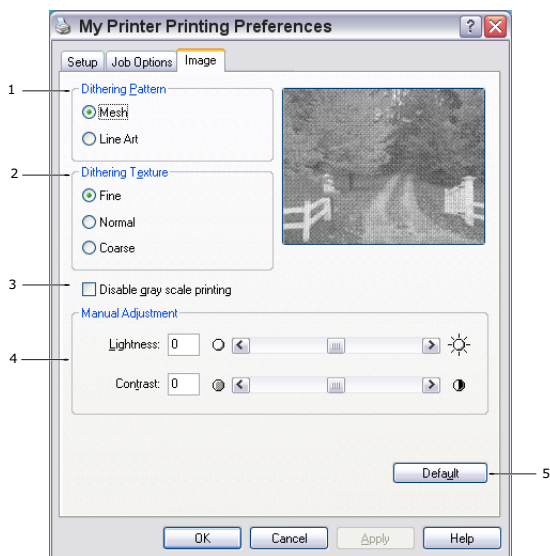 My Printer Printing Preferences
Setup Job Options Image
1
Dithering Pattern
Mesh
Line Art
2
Dithering Texture
Fine
Normal
Coarse
3
Disable gray scale printing
Manual Adjustment
Lightness: 0
4
Contrast: 0
Default
5
OK Cancel Apply Help